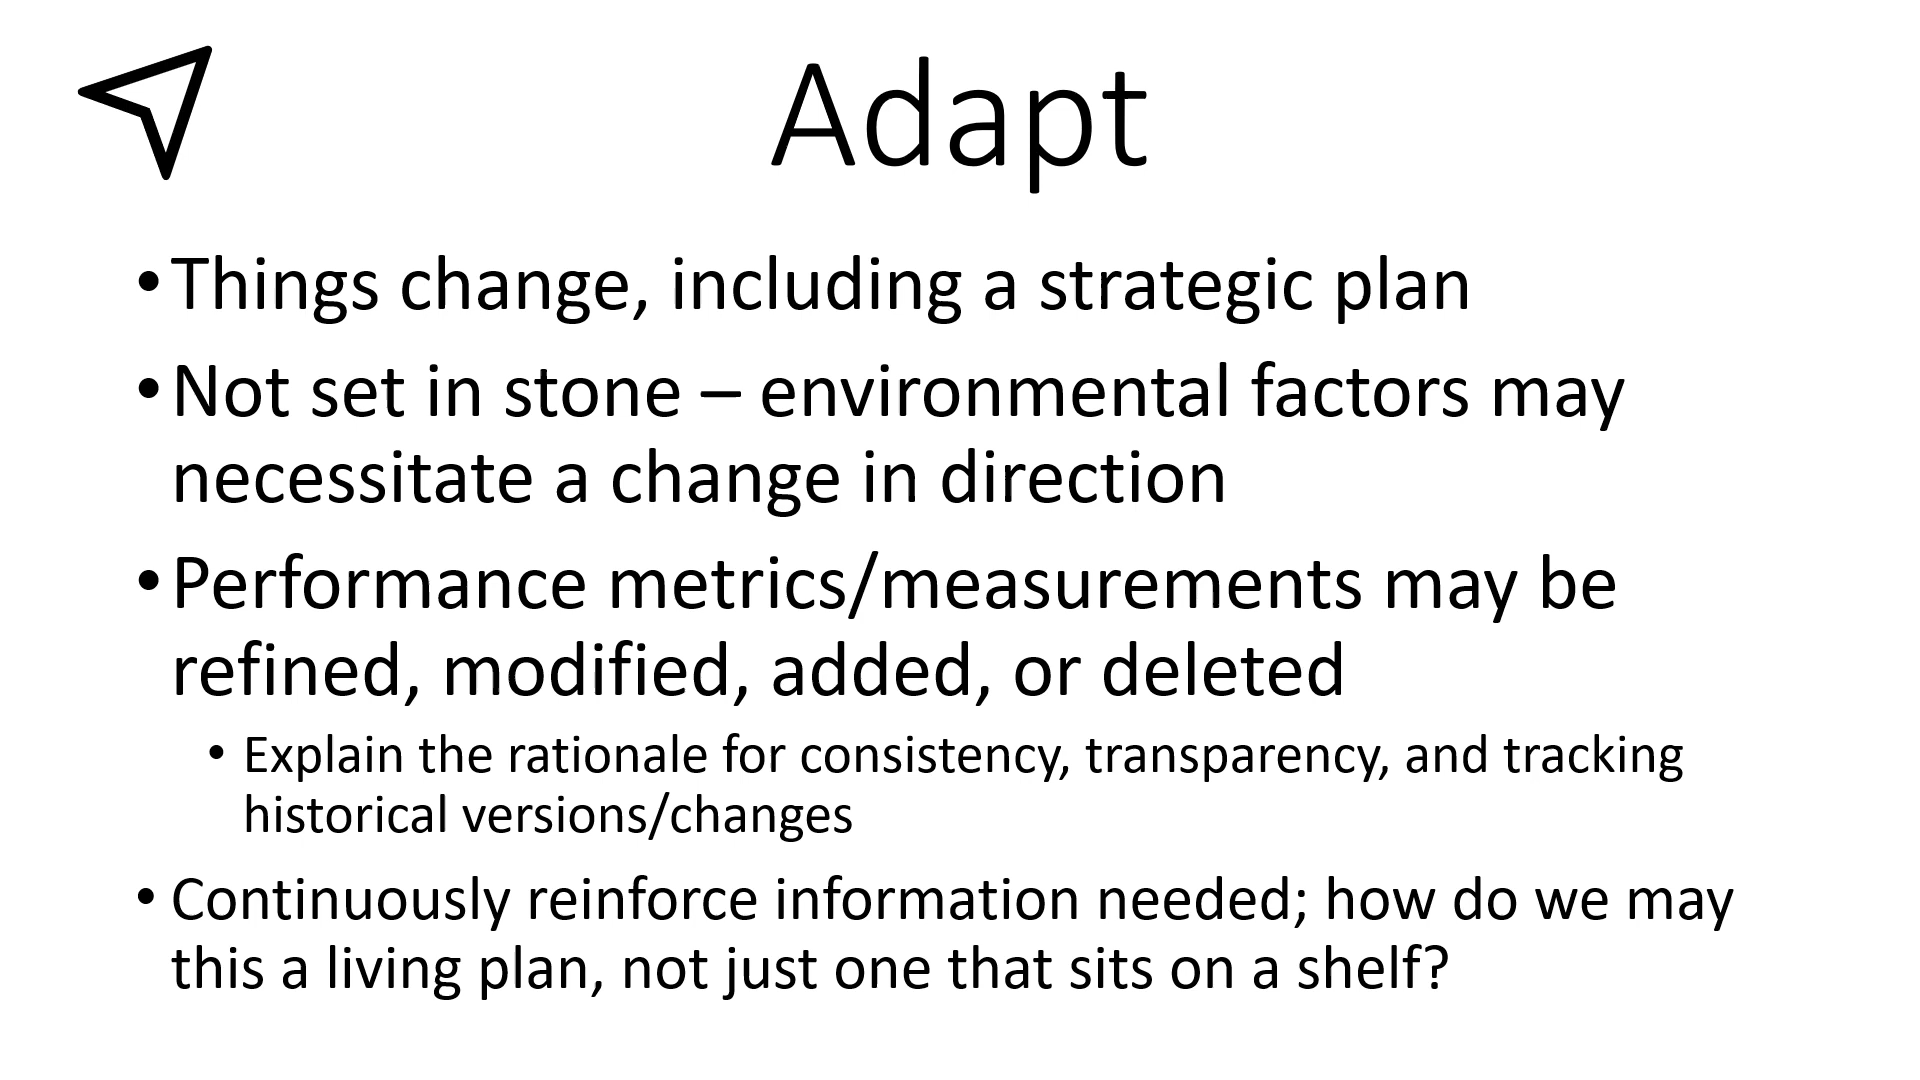 Adapt
• Things change, including a strategic plan
• Not set in stone – environmental factors may
necessitate a change in direction
• Performance metrics/measurements may be
refined, modified, added, or deleted
• Explain the rationale for consistency, transparency, and tracking
historical versions/changes
• Continuously reinforce information needed; how do we may
this a living plan, not just one that sits on a shelf?